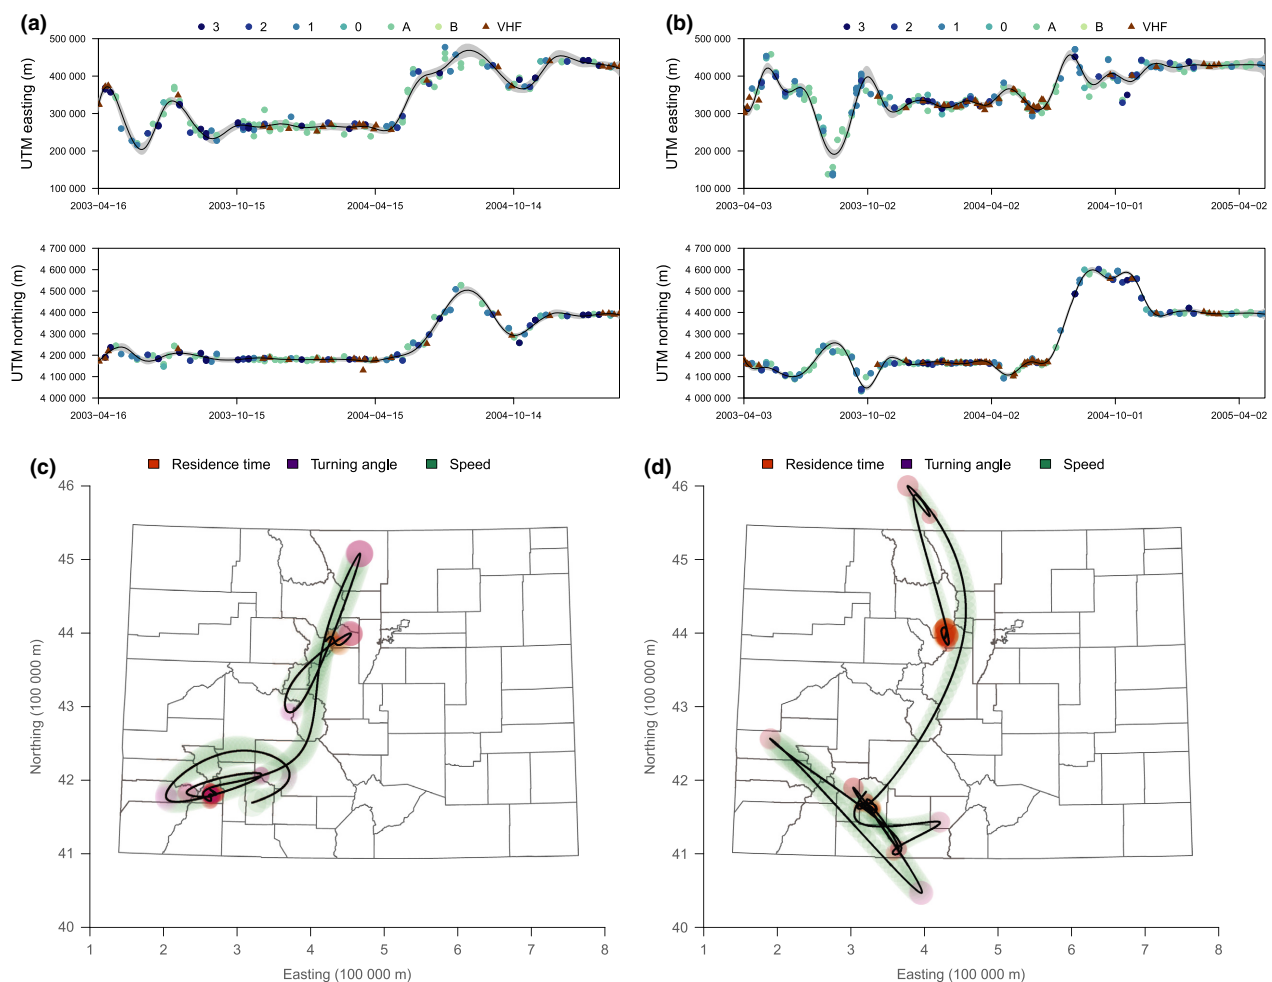 (a) 3 2 1 0 A B VHF
500 000
400 000
300 000
200 000
100 000
UTM easting (m)
2003−04−16 2003−10−15 2004−04−15 2004−10−14
4 700 000
4 600 000
4 500 000
4 400 000
4 300 000
4 200 000
4 100 000
4 000 000
UTM northing (m)
2003−04−16 2003−10−15 2004−04−15 2004−10−14
(b) 3 2 1 0 A B VHF
500 000
400 000
300 000
200 000
100 000
UTM easting (m)
2003−04−03 2003−10−02 2004−04−02 2004−10−01 2005−04−02
4 700 000
4 600 000
4 500 000
4 400 000
4 300 000
4 200 000
4 100 000
4 000 000
UTM northing (m)
2003−04−03 2003−10−02 2004−04−02 2004−10−01 2005−04−02
(c) Residence time Turning angle Speed
46
45
44
43
42
41
40
Northing (100 000 m)
1 2 3 4 5 6 7 8
Easting (100 000 m)
(d) Residence time Turning angle Speed
46
45
44
43
42
41
40
Northing (100 000 m)
1 2 3 4 5 6 7 8
Easting (100 000 m)